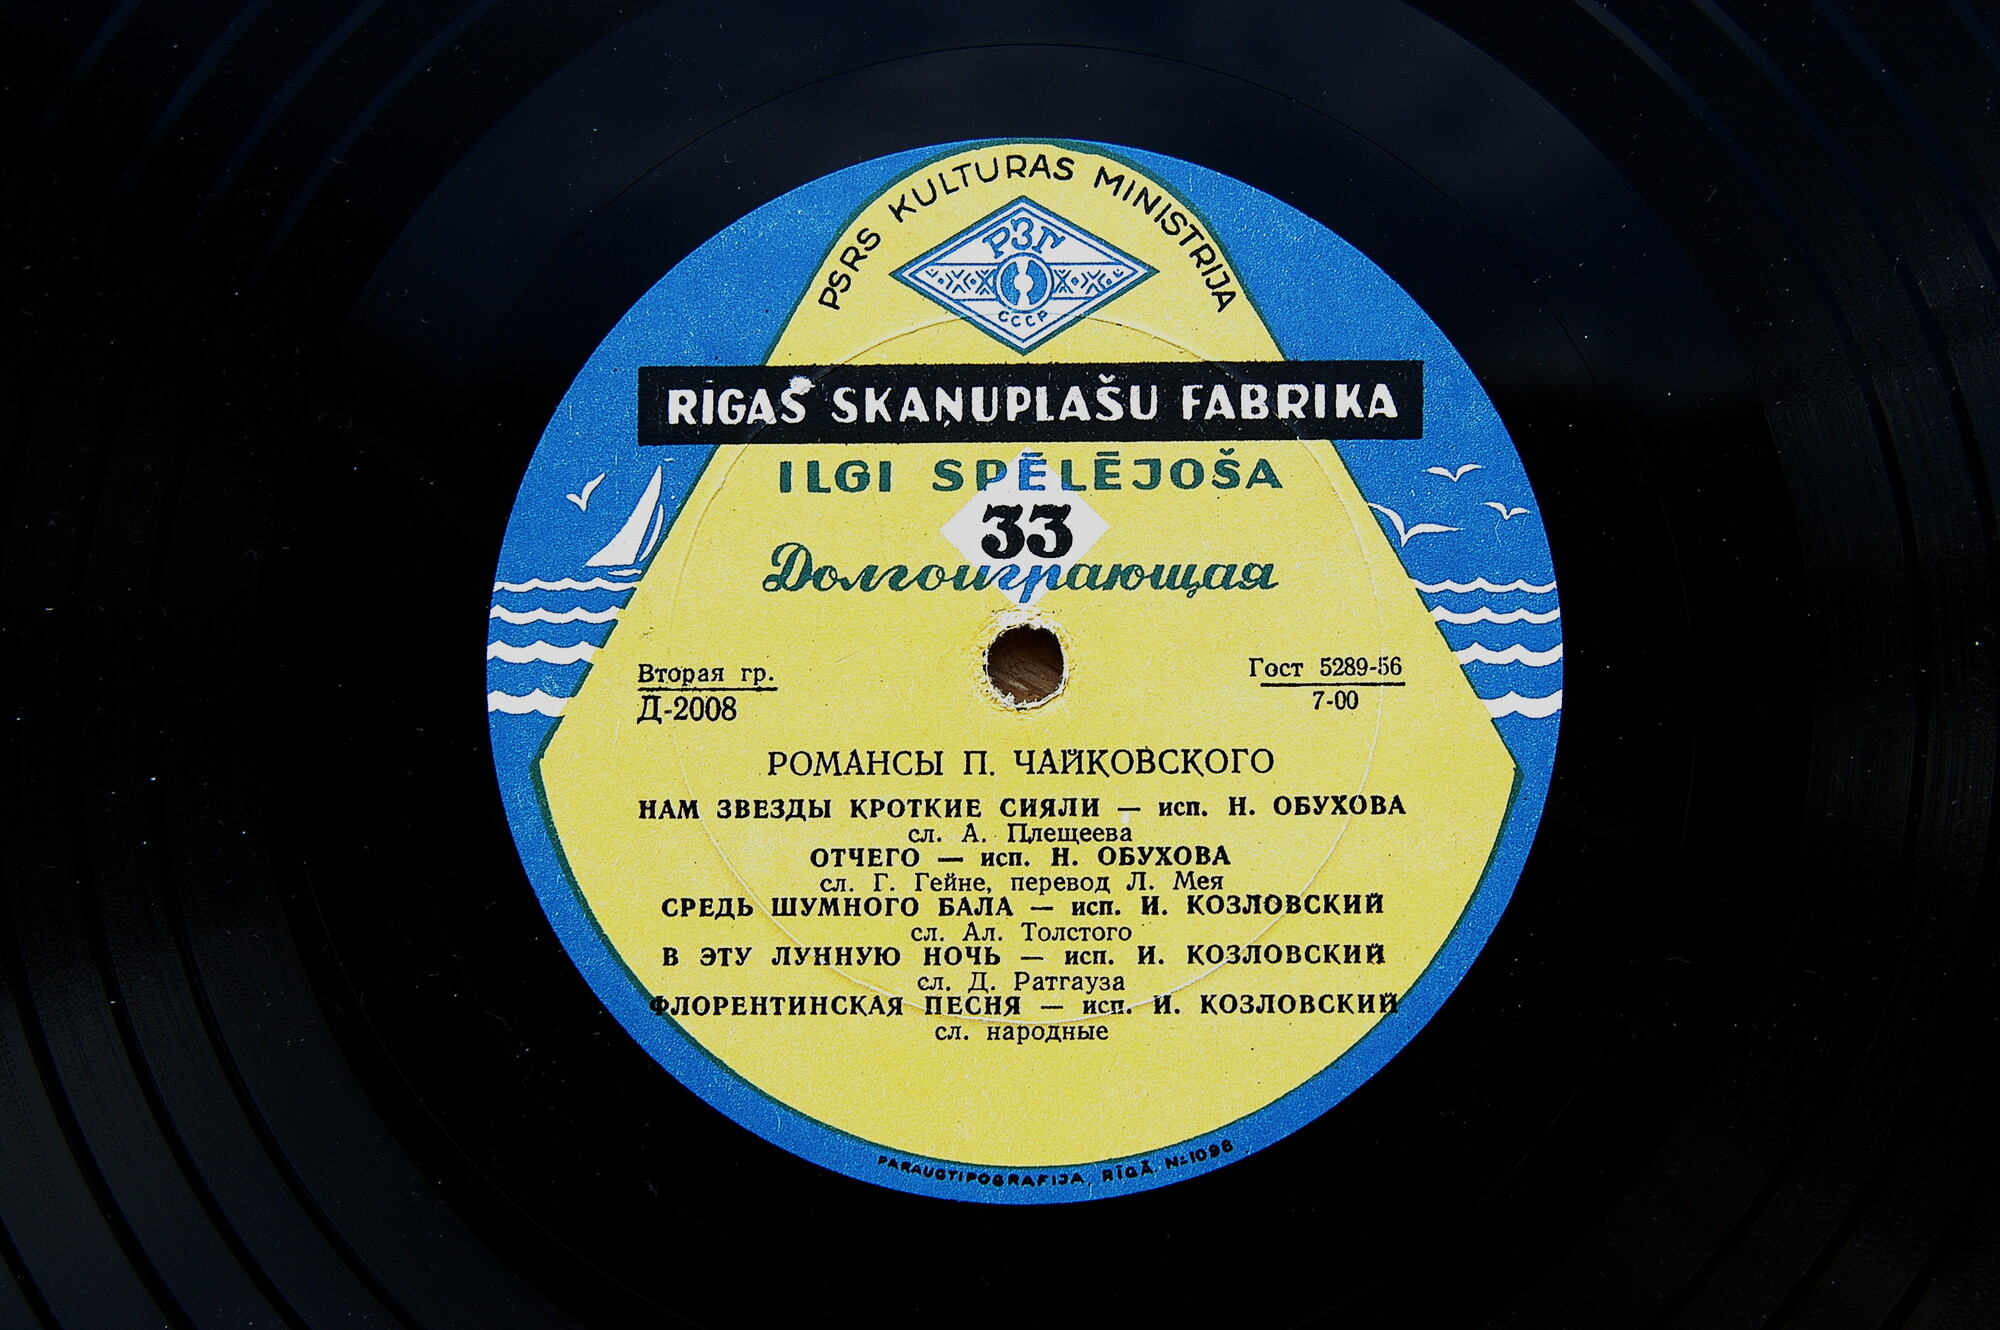 PSRS KULTURAS MINISTRIJA
РЗГ
СССР
RĪGAS SKAŅUPLAŠU FABRIKA
ILGI SPĒLĒJOŠA
33
Долгоиграющая
Вторая гр.
Д-2008
Гост 5289-56
7-00
РОМАНСЫ П. ЧАЙКОВСКОГО
НАМ ЗВЕЗДЫ КРОТКИЕ СИЯЛИ — исп. Н. ОБУХОВА
сл. А. Плещеева
ОТЧЕГО — исп. Н. ОБУХОВА
сл. Г. Гейне, перевод Л. Мея
СРЕДЬ ШУМНОГО БАЛА — исп. И. КОЗЛОВСКИЙ
сл. Ал. Толстого
В ЭТУ ЛУННУЮ НОЧЬ — исп. И. КОЗЛОВСКИЙ
сл. Д. Ратгауза
ФЛОРЕНТИНСКАЯ ПЕСНЯ — исп. И. КОЗЛОВСКИЙ
сл. народные
PARAUGTIPOGRAFIJA, RĪGĀ. №1098